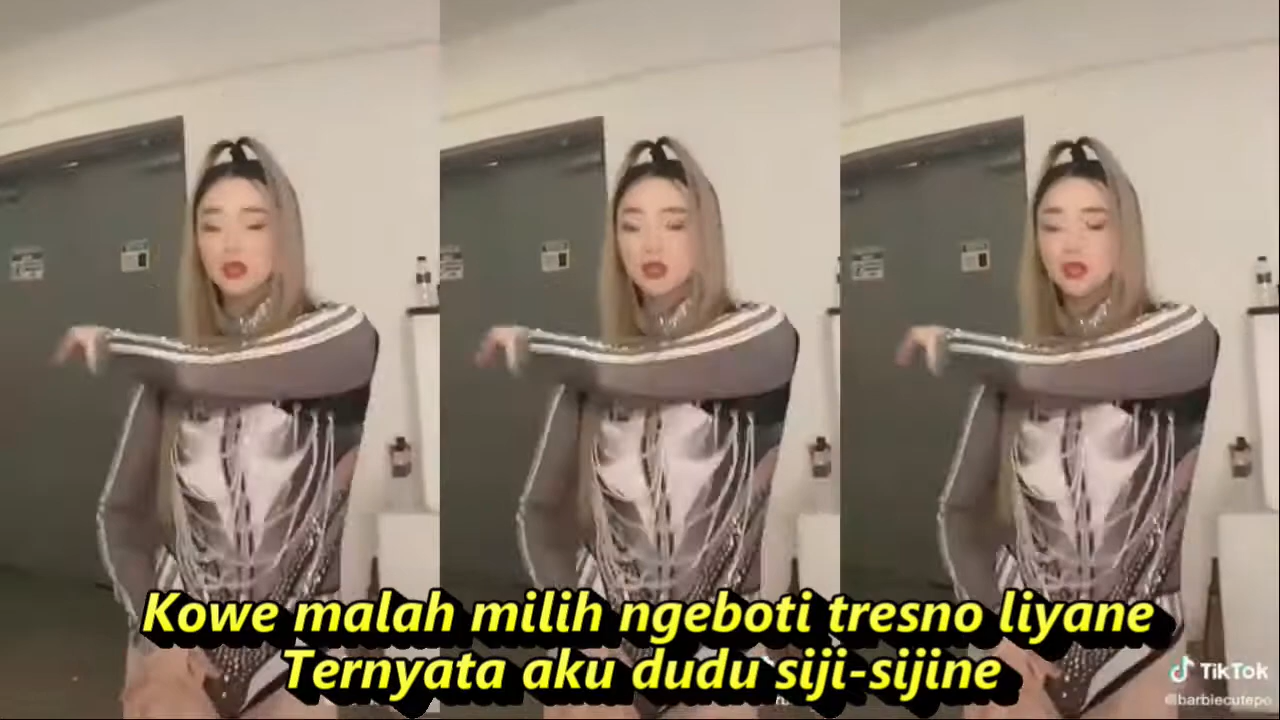 Kowe malah milih ngeboti tresno liyane
Ternyata aku dudu siji-sijine
TikTok
@barbiecutepo